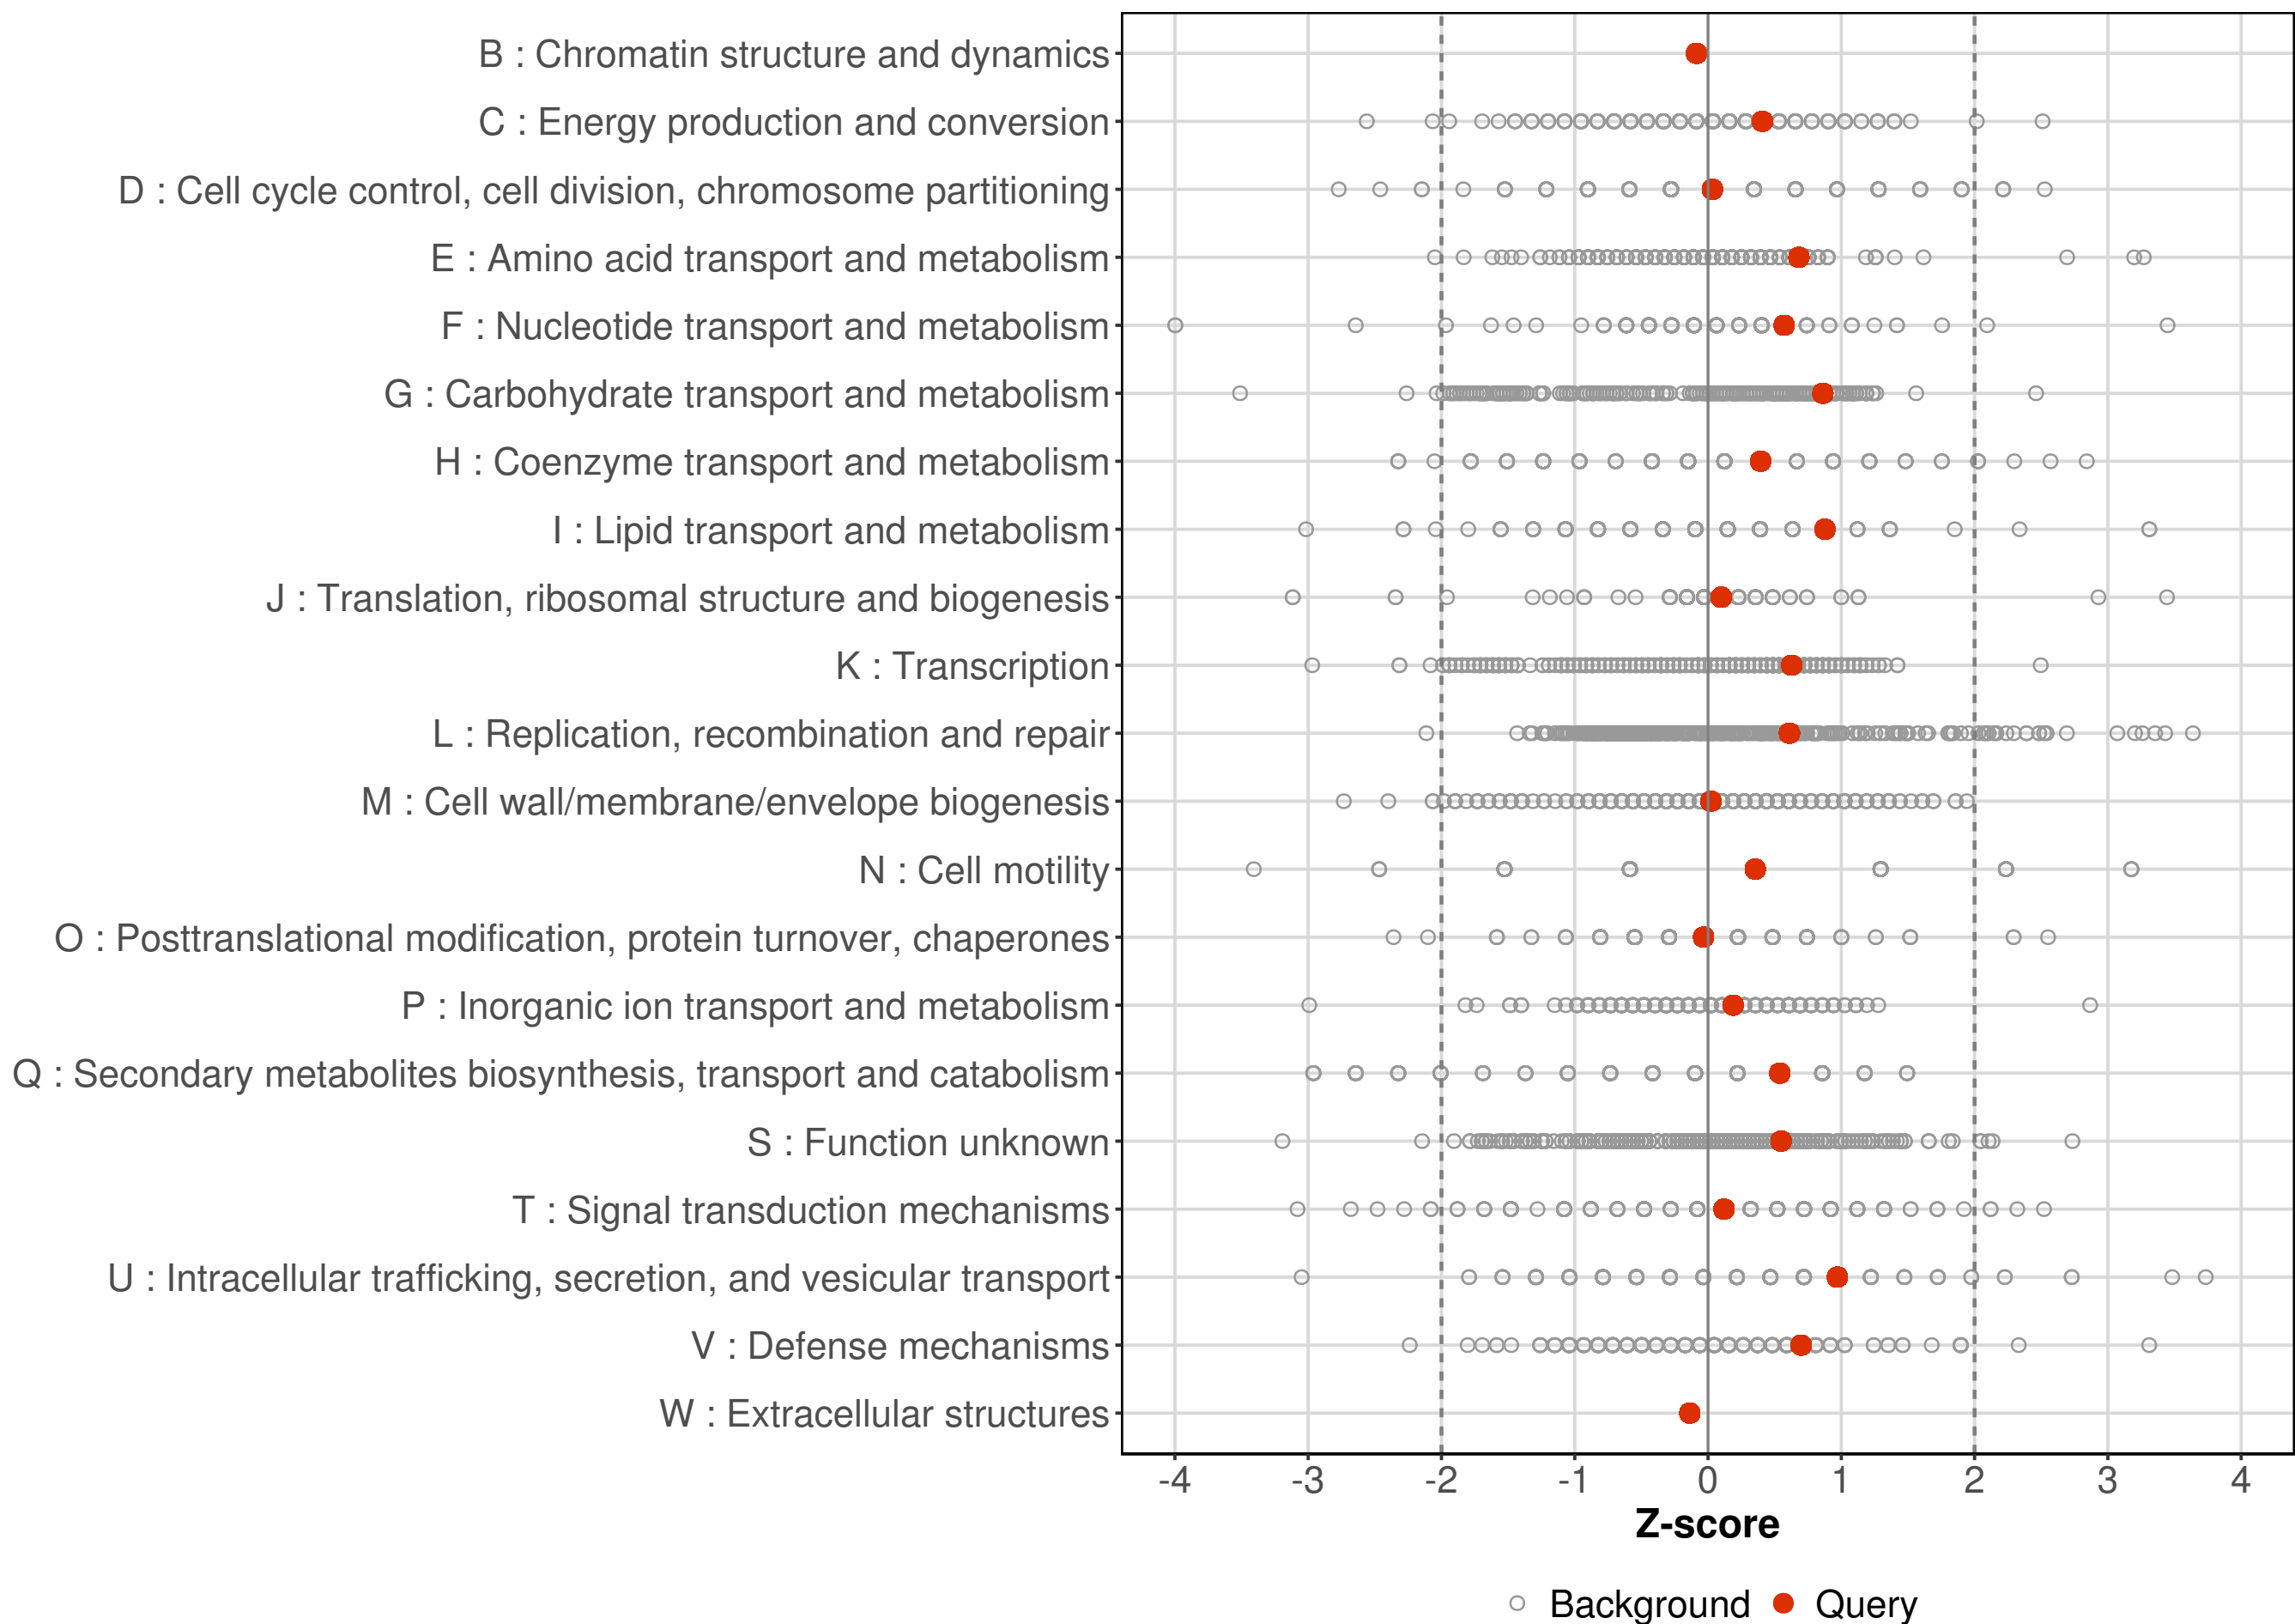 B : Chromatin structure and dynamics
C : Energy production and conversion
D : Cell cycle control, cell division, chromosome partitioning
E : Amino acid transport and metabolism
F : Nucleotide transport and metabolism
G : Carbohydrate transport and metabolism
H : Coenzyme transport and metabolism
I : Lipid transport and metabolism
J : Translation, ribosomal structure and biogenesis
K : Transcription
L : Replication, recombination and repair
M : Cell wall/membrane/envelope biogenesis
N : Cell motility
O : Posttranslational modification, protein turnover, chaperones
P : Inorganic ion transport and metabolism
Q : Secondary metabolites biosynthesis, transport and catabolism
S : Function unknown
T : Signal transduction mechanisms
U : Intracellular trafficking, secretion, and vesicular transport
V : Defense mechanisms
W : Extracellular structures
-4 -3 -2 -1 0 1 2 3 4
Z-score
Background Query